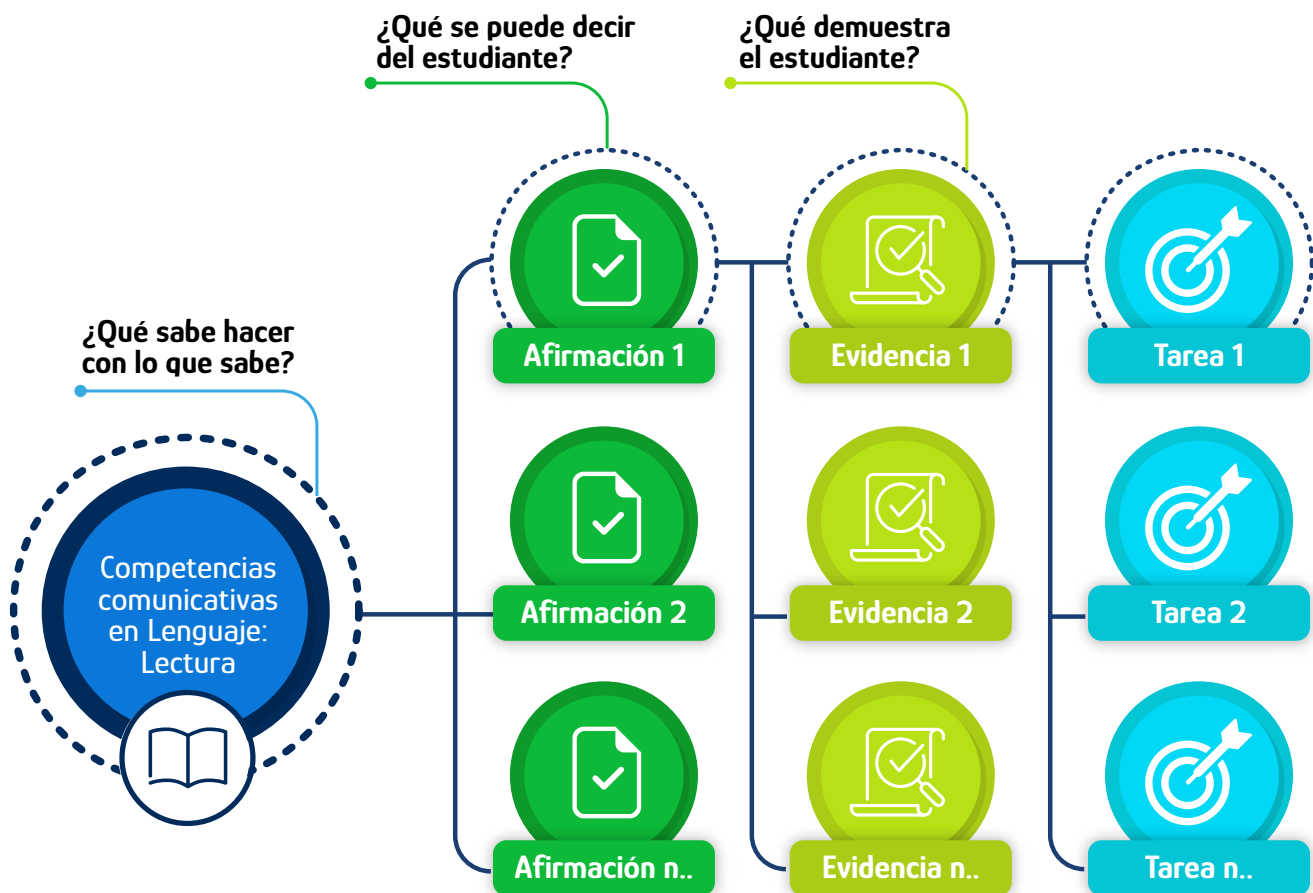 ¿Qué se puede decir
del estudiante?
¿Qué demuestra
el estudiante?
¿Qué sabe hacer
con lo que sabe?
Competencias
comunicativas
en Lenguaje:
Lectura
Afirmación 1
Evidencia 1
Tarea 1
Afirmación 2
Evidencia 2
Tarea 2
Afirmación n..
Evidencia n..
Tarea n..